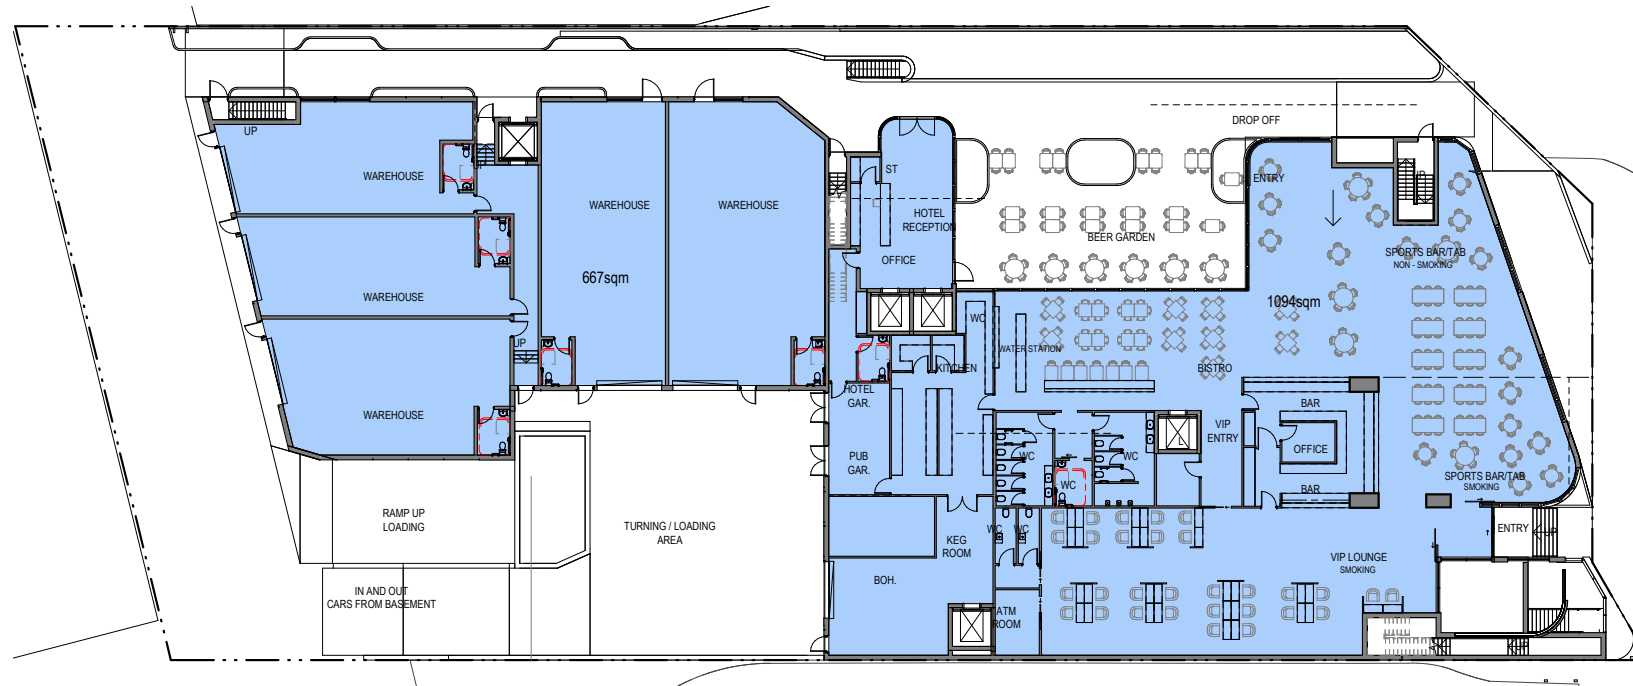 DROP OFF
UP
ST
WAREHOUSE
ENTRY
WAREHOUSE
WAREHOUSE
HOTEL
RECEPTION
BEER GARDEN
SPORTS BAR/TAB
NON - SMOKING
OFFICE
667sqm
WAREHOUSE
1094sqm
WC
UP
WATER STATION
KITCHEN
BISTRO
HOTEL
GAR.
BAR
WAREHOUSE
VIP
ENTRY
OFFICE
PUB
GAR.
WC
WC
WC
SPORTS BAR/TAB
SMOKING
BAR
RAMP UP
LOADING
TURNING / LOADING
AREA
WC
WC
ENTRY
KEG
ROOM
VIP LOUNGE
SMOKING
BOH.
IN AND OUT
CARS FROM BASEMENT
ATM
ROOM